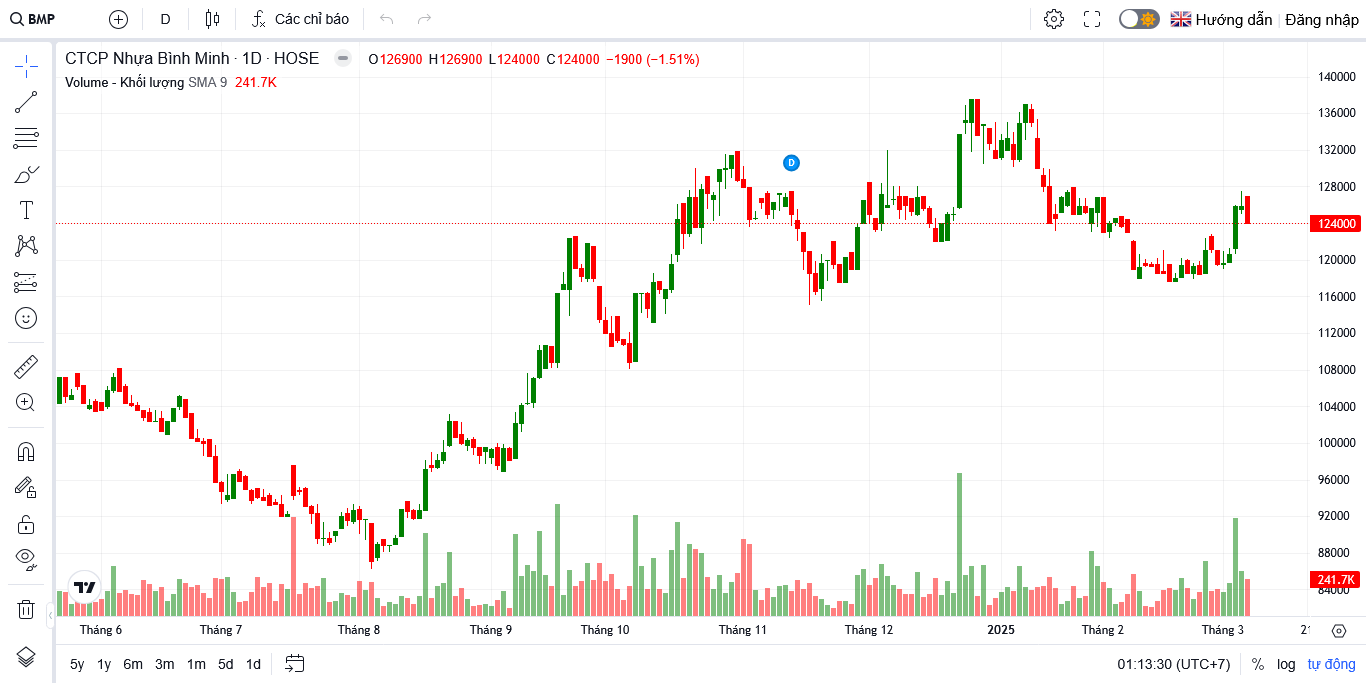 BMP D Các chỉ báo Hướng dẫn Đăng nhập
CTCP Nhựa Bình Minh · 1D · HOSE O126900 H126900 L124000 C124000 −1900 (−1.51%)
Volume - Khối lượng SMA 9 241.7K
140000
136000
132000
D
128000
124000
120000
116000
112000
108000
104000
100000
96000
92000
88000
241.7K
84000
Tháng 6 Tháng 7 Tháng 8 Tháng 9 Tháng 10 Tháng 11 Tháng 12 2025 Tháng 2 Tháng 3
5y 1y 6m 3m 1m 5d 1d 01:13:30 (UTC+7) % log tự động